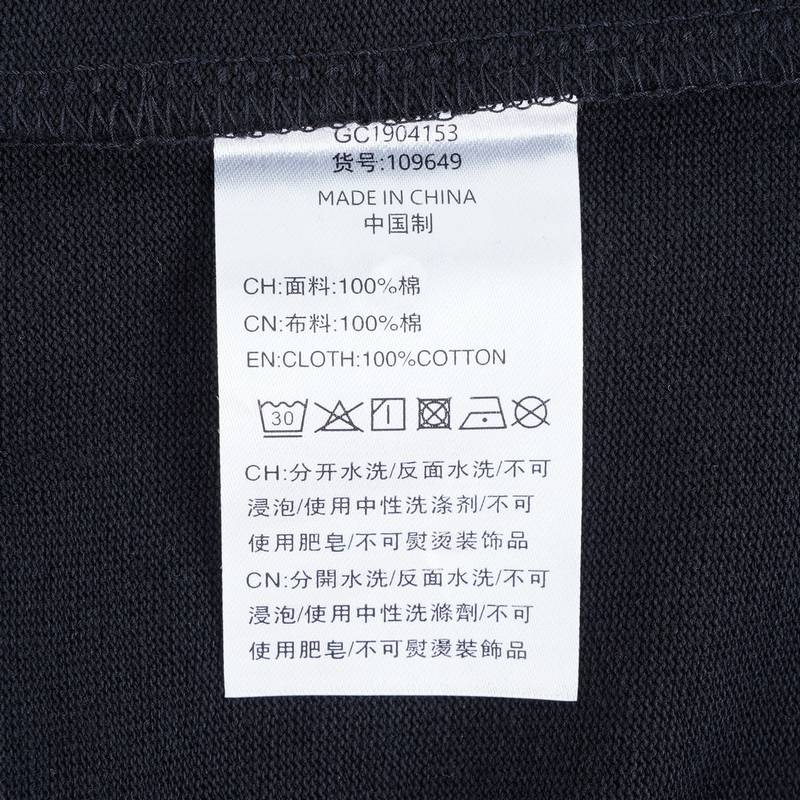 GC1904153
货号:109649
MADE IN CHINA
中国制
CH:面料:100%棉
CN:布料:100%棉
EN:CLOTH:100%COTTON
30
CH:分开水洗/反面水洗/不可
浸泡/使用中性洗涤剂/不可
使用肥皂/不可熨烫装饰品
CN:分開水洗/反面水洗/不可
浸泡/使用中性洗滌劑/不可
使用肥皂/不可熨燙裝飾品